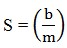 S = (b/m)